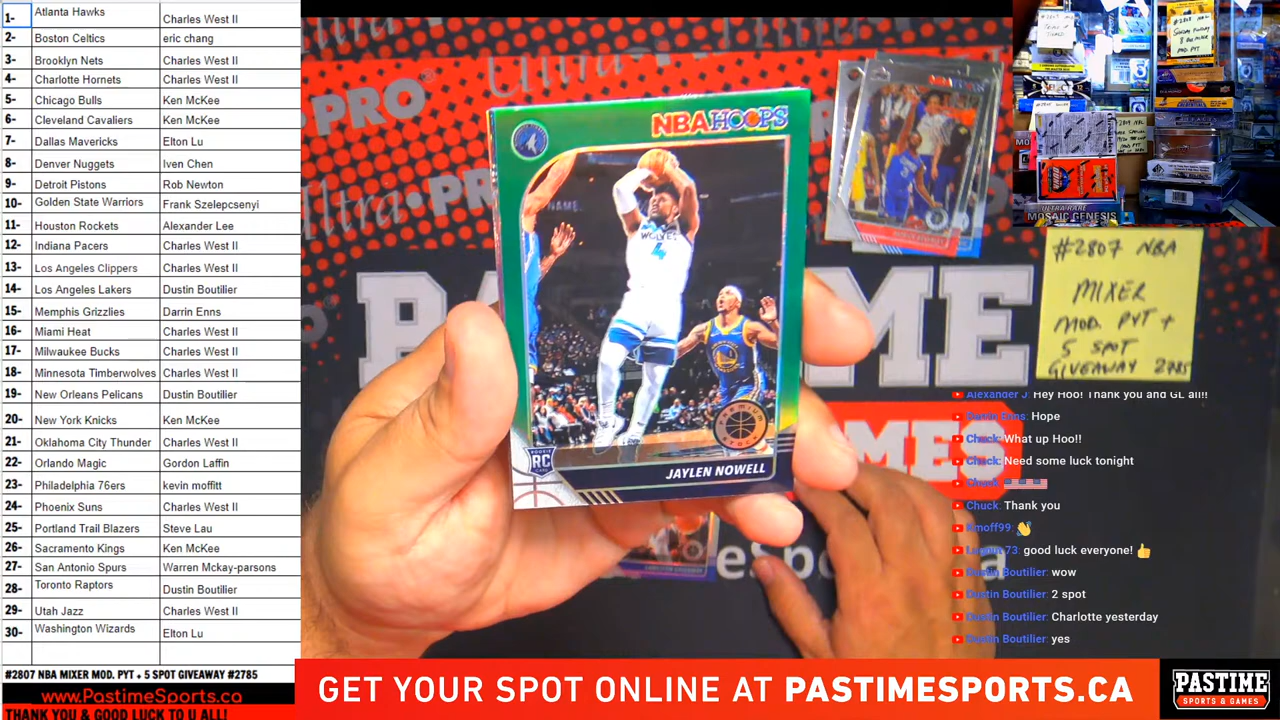 1- Atlanta Hawks Charles West II
2- Boston Celtics eric chang
3- Brooklyn Nets Charles West II
4- Charlotte Hornets Charles West II
5- Chicago Bulls Ken McKee
6- Cleveland Cavaliers Ken McKee
7- Dallas Mavericks Elton Lu
8- Denver Nuggets Iven Chen
9- Detroit Pistons Rob Newton
10- Golden State Warriors Frank Szelepcsenyi
11- Houston Rockets Alexander Lee
12- Indiana Pacers Charles West II
13- Los Angeles Clippers Charles West II
14- Los Angeles Lakers Dustin Boutilier
15- Memphis Grizzlies Darrin Enns
16- Miami Heat Charles West II
17- Milwaukee Bucks Charles West II
18- Minnesota Timberwolves Charles West II
19- New Orleans Pelicans Dustin Boutilier
20- New York Knicks Ken McKee
21- Oklahoma City Thunder Charles West II
22- Orlando Magic Gordon Laffin
23- Philadelphia 76ers kevin moffitt
24- Phoenix Suns Charles West II
25- Portland Trail Blazers Steve Lau
26- Sacramento Kings Ken McKee
27- San Antonio Spurs Warren Mckay-parsons
28- Toronto Raptors Dustin Boutilier
29- Utah Jazz Charles West II
30- Washington Wizards Elton Lu
#2807 NBA MIXER MOD. PYT + 5 SPOT GIVEAWAY #2785
www.PastimeSports.ca
THANK YOU & GOOD LUCK TO U ALL!
NBA HOOPS
WOLVES
4
PREMIUM
STOCK
RC
JAYLEN NOWELL
MOSAIC GENESIS
#2807 NBA
MIXER
MOD. PYT +
5 SPOT
GIVEAWAY 2785
Alexander J: Hey Hoo! Thank you and GL all!!
Hope
Chuck: What up Hoo!!
Chuck: Need some luck tonight
Chuck:
Chuck: Thank you
Kmoff99:
good luck everyone!
Dustin Boutilier: wow
Dustin Boutilier: 2 spot
Dustin Boutilier: Charlotte yesterday
Dustin Boutilier: yes
GET YOUR SPOT ONLINE AT PASTIMESPORTS.CA
PASTIME
SPORTS & GAMES